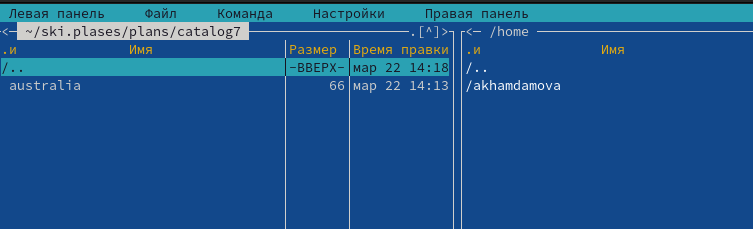 Левая панель Файл Команда Настройки Правая панель
<— ~/ski.plases/plans/catalog7 .[^]> <— /home
.и Имя Размер Время правки .и Имя
/.. -ВВЕРХ- мар 22 14:18 /..
australia 66 мар 22 14:13 /akhamdamova